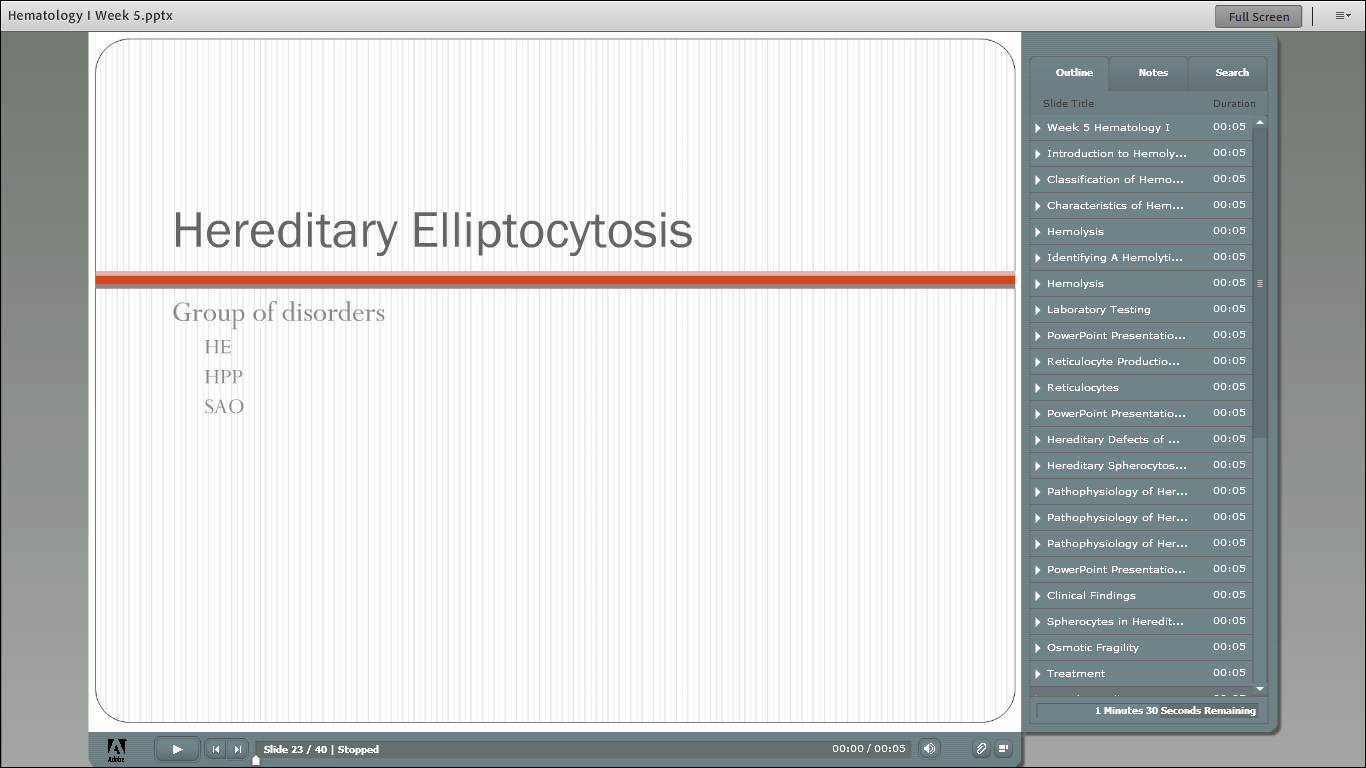 Hematology I Week 5.pptx
Full Screen
Hereditary Elliptocytosis
Group of disorders
HE
HPP
SAO
Outline Notes Search
Slide Title Duration
Week 5 Hematology I 00:05
Introduction to Hemoly... 00:05
Classification of Hemo... 00:05
Characteristics of Hem... 00:05
Hemolysis 00:05
Identifying A Hemolyti... 00:05
Hemolysis 00:05
Laboratory Testing 00:05
PowerPoint Presentatio... 00:05
Reticulocyte Productio... 00:05
Reticulocytes 00:05
PowerPoint Presentatio... 00:05
Hereditary Defects of ... 00:05
Hereditary Spherocytos... 00:05
Pathophysiology of Her... 00:05
Pathophysiology of Her... 00:05
Pathophysiology of Her... 00:05
PowerPoint Presentatio... 00:05
Clinical Findings 00:05
Spherocytes in Heredit... 00:05
Osmotic Fragility 00:05
Treatment 00:05
1 Minutes 30 Seconds Remaining
Adobe
Slide 23 / 40 | Stopped 00:00 / 00:05